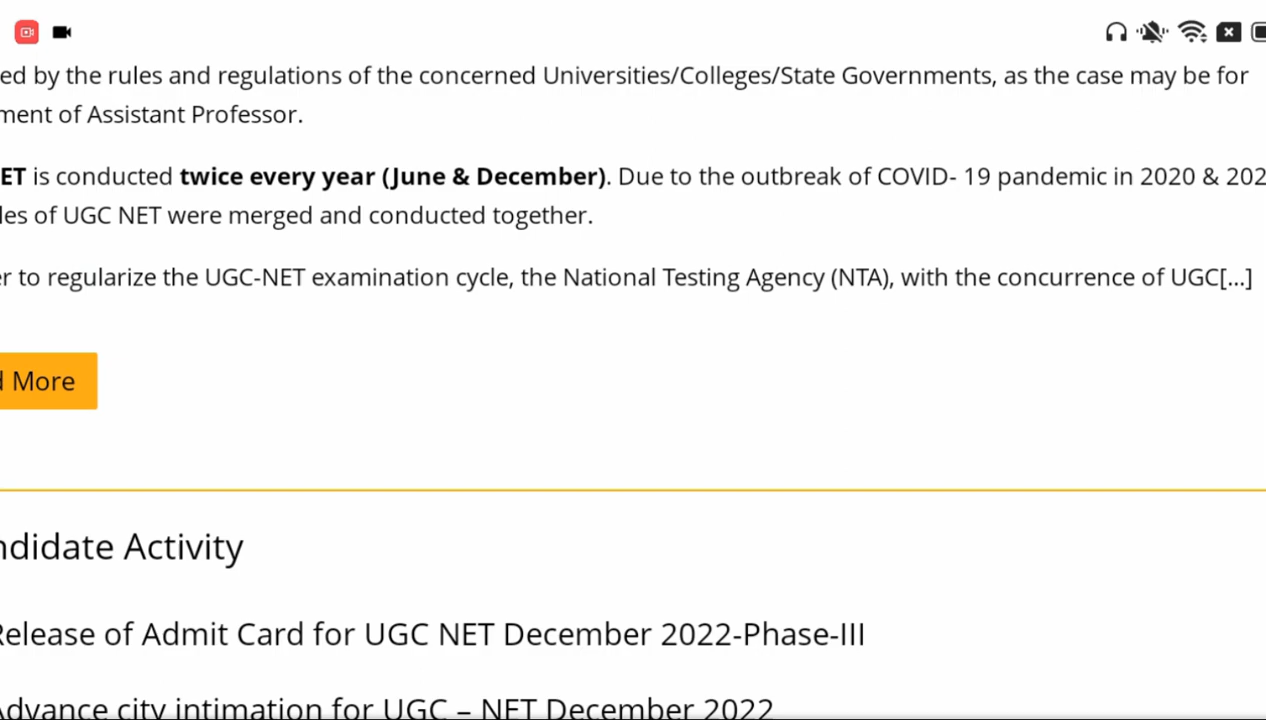 ed by the rules and regulations of the concerned Universities/Colleges/State Governments, as the case may be for
ment of Assistant Professor.
ET is conducted twice every year (June & December). Due to the outbreak of COVID- 19 pandemic in 2020 & 202
les of UGC NET were merged and conducted together.
er to regularize the UGC-NET examination cycle, the National Testing Agency (NTA), with the concurrence of UGC[...]
d More
ndidate Activity
Release of Admit Card for UGC NET December 2022-Phase-III
Advance city intimation for UGC – NET December 2022